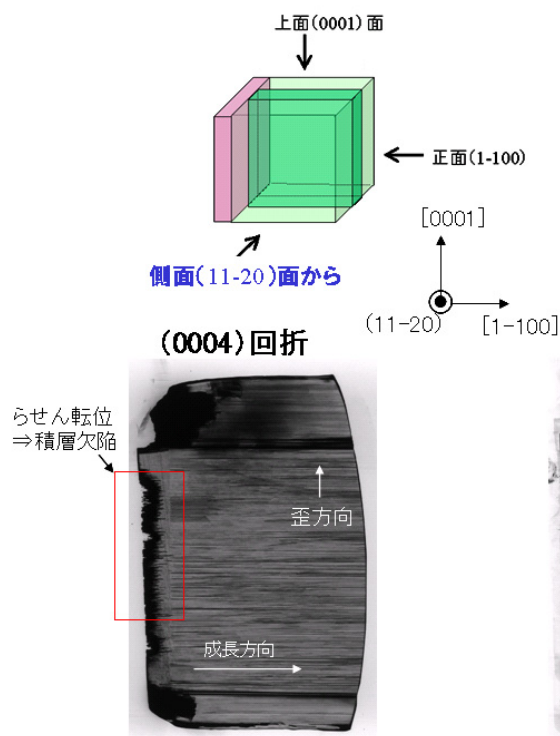 上面(0001)面
正面(1-100)
側面(11-20)面から
[0001]
(11-20)
[1-100]
(0004)回折
らせん転位
⇒積層欠陥
歪方向
成長方向